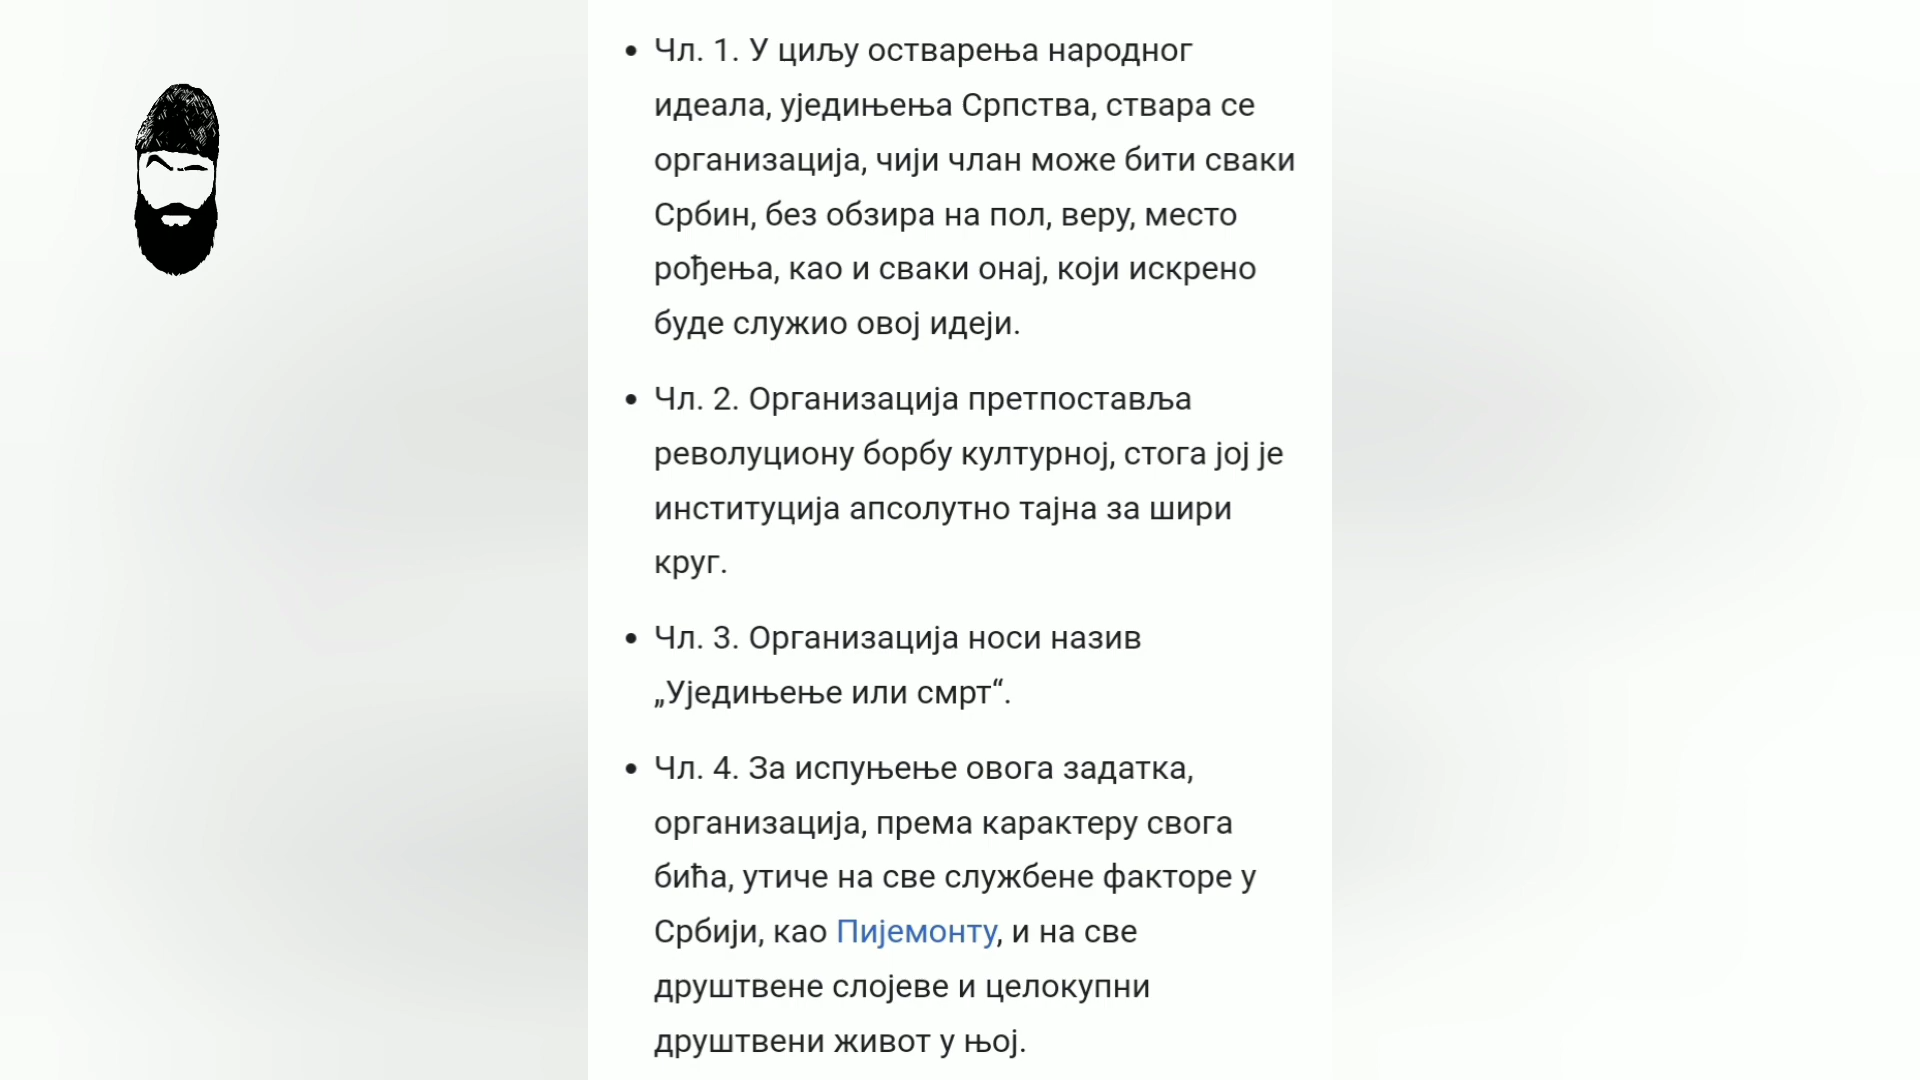 • Чл. 1. У циљу остварења народног
идеала, уједињења Српства, ствара се
организација, чији члан може бити сваки
Србин, без обзира на пол, веру, место
рођења, као и сваки онај, који искрено
буде служио овој идеји.
• Чл. 2. Организација претпоставља
револуциону борбу културној, стога јој је
институција апсолутно тајна за шири
круг.
• Чл. 3. Организација носи назив
„Уједињење или смрт“.
• Чл. 4. За испуњење овога задатка,
организација, према карактеру свога
бића, утиче на све службене факторе у
Србији, као Пијемонту, и на све
друштвене слојеве и целокупни
друштвени живот у њој.